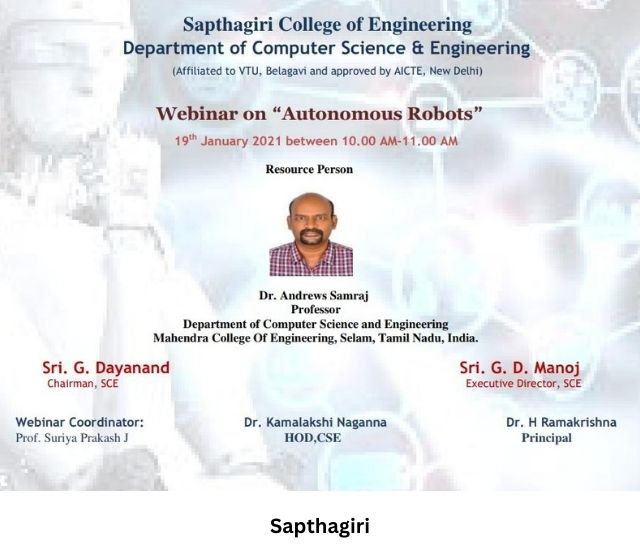 Sapthagiri College of Engineering
Department of Computer Science & Engineering
(Affiliated to VTU, Belagavi and approved by AICTE, New Delhi)
Webinar on “Autonomous Robots”
19th January 2021 between 10.00 AM-11.00 AM
Resource Person
Dr. Andrews Samraj
Professor
Department of Computer Science and Engineering
Mahendra College Of Engineering, Selam, Tamil Nadu, India.
Sri. G. Dayanand Sri. G. D. Manoj
Chairman, SCE Executive Director, SCE
Webinar Coordinator: Dr. Kamalakshi Naganna Dr. H Ramakrishna
Prof. Suriya Prakash J HOD,CSE Principal
Sapthagiri